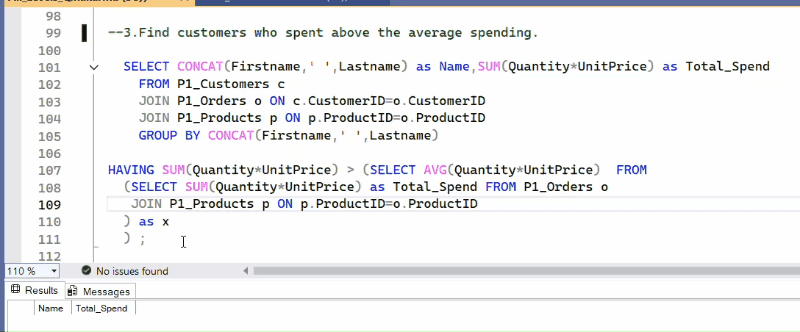 98
99 --3.Find customers who spent above the average spending.
100
101 SELECT CONCAT(Firstname,' ',Lastname) as Name,SUM(Quantity*UnitPrice) as Total_Spend
102 FROM P1_Customers c
103 JOIN P1_Orders o ON c.CustomerID=o.CustomerID
104 JOIN P1_Products p ON p.ProductID=o.ProductID
105 GROUP BY CONCAT(Firstname,' ',Lastname)
106
107 HAVING SUM(Quantity*UnitPrice) > (SELECT AVG(Quantity*UnitPrice) FROM
108 (SELECT SUM(Quantity*UnitPrice) as Total_Spend FROM P1_Orders o
109 JOIN P1_Products p ON p.ProductID=o.ProductID
110 ) as x
111 ) ;
112
110 % No issues found
Results Messages
Name Total_Spend